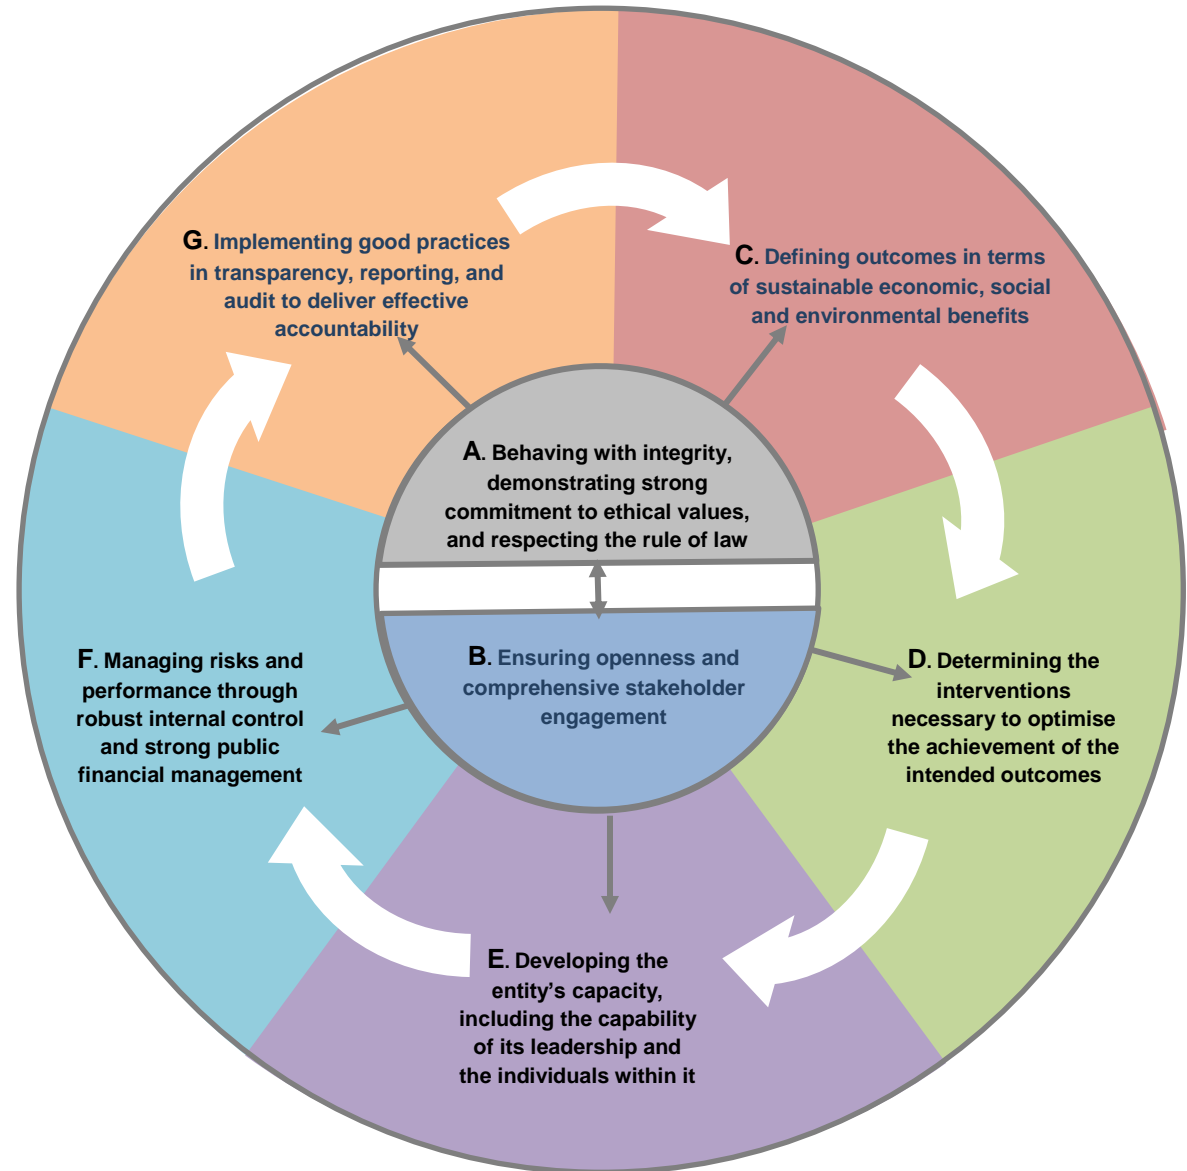 G. Implementing good practices
in transparency, reporting, and
audit to deliver effective
accountability
C. Defining outcomes in terms
of sustainable economic, social
and environmental benefits
A. Behaving with integrity,
demonstrating strong
commitment to ethical values,
and respecting the rule of law
B. Ensuring openness and
comprehensive stakeholder
engagement
F. Managing risks and
performance through
robust internal control
and strong public
financial management
D. Determining the
interventions
necessary to optimise
the achievement of the
intended outcomes
E. Developing the
entity’s capacity,
including the capability
of its leadership and
the individuals within it